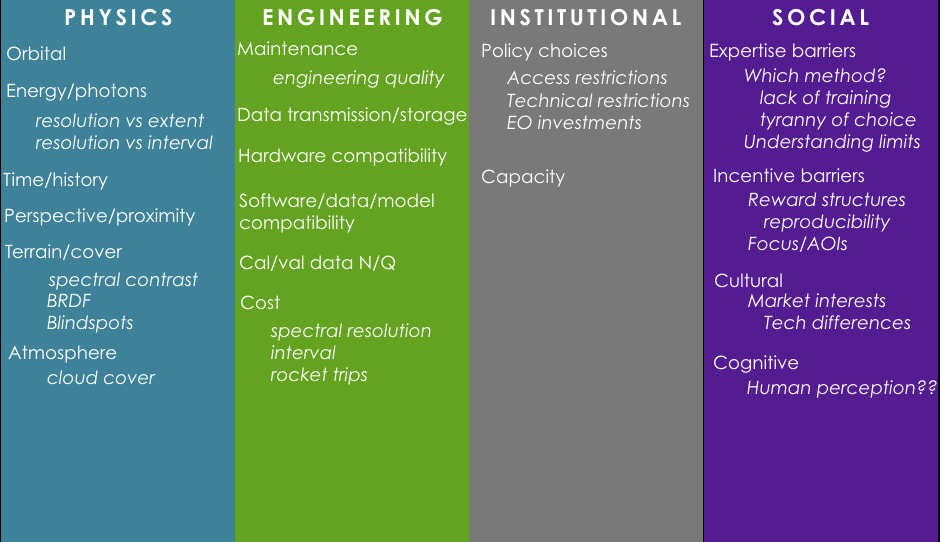 PHYSICS
Orbital
Energy/photons
resolution vs extent
resolution vs interval
Time/history
Perspective/proximity
Terrain/cover
spectral contrast
BRDF
Blindspots
Atmosphere
cloud cover
ENGINEERING
Maintenance
engineering quality
Data transmission/storage
Hardware compatibility
Software/data/model
compatibility
Cal/val data N/Q
Cost
spectral resolution
interval
rocket trips
INSTITUTIONAL
Policy choices
Access restrictions
Technical restrictions
EO investments
Capacity
SOCIAL
Expertise barriers
Which method?
lack of training
tyranny of choice
Understanding limits
Incentive barriers
Reward structures
reproducibility
Focus/AOIs
Cultural
Market interests
Tech differences
Cognitive
Human perception??